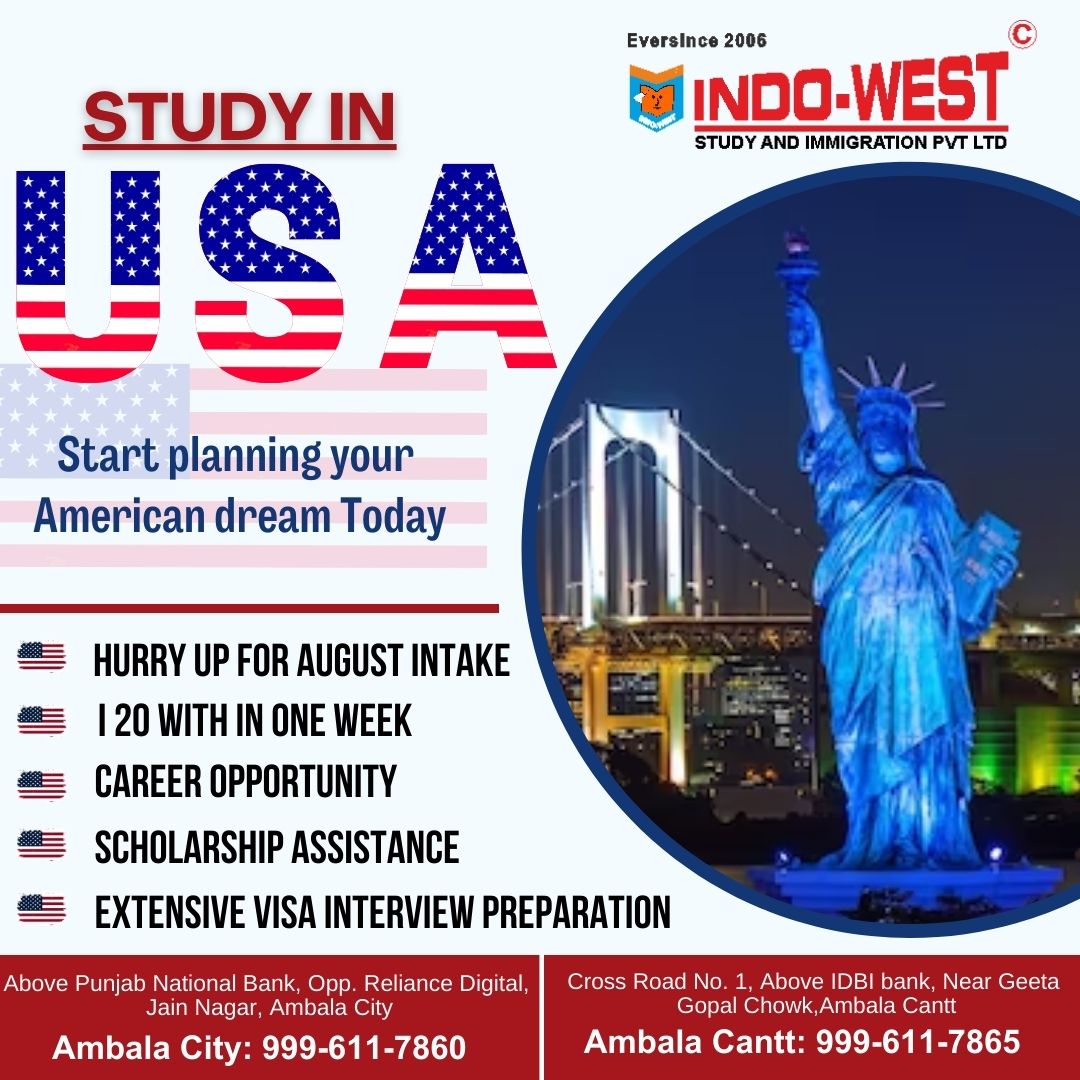 Eversince 2006
©
INDO-WEST
STUDY AND IMMIGRATION PVT LTD
STUDY IN
USA
Start planning your
American dream Today
HURRY UP FOR AUGUST INTAKE
I 20 WITH IN ONE WEEK
CAREER OPPORTUNITY
SCHOLARSHIP ASSISTANCE
EXTENSIVE VISA INTERVIEW PREPARATION
Above Punjab National Bank, Opp. Reliance Digital,
Jain Nagar, Ambala City
Ambala City: 999-611-7860
Cross Road No. 1, Above IDBI bank, Near Geeta
Gopal Chowk,Ambala Cantt
Ambala Cantt: 999-611-7865